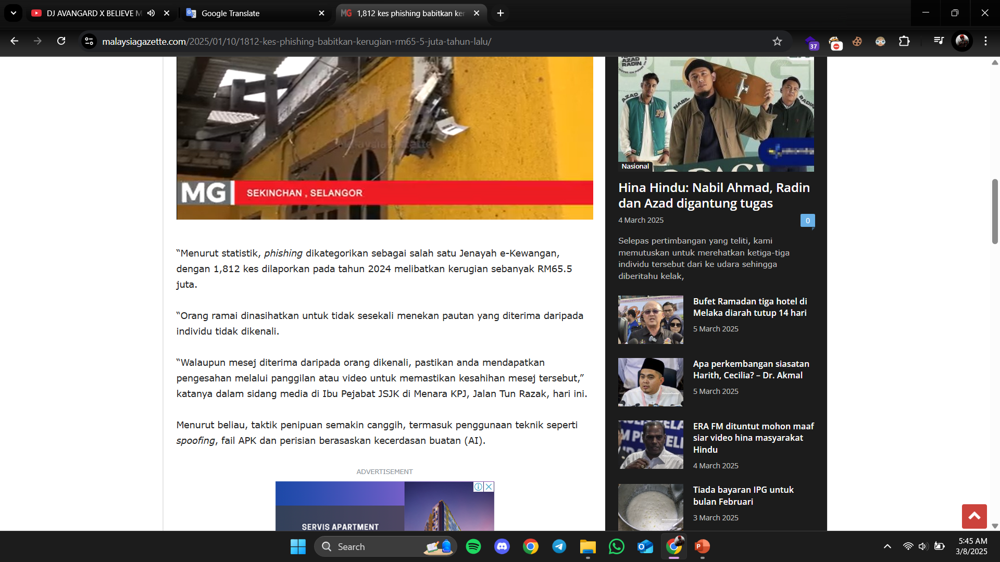 DJ AVANGARD X BELIEVE M
Google Translate
MG 1,812 kes phishing babitkan ker
malaysiagazette.com/2025/01/10/1812-kes-phishing-babitkan-kerugian-rm65-5-juta-tahun-lalu/
37
MG
SEKINCHAN , SELANGOR
“Menurut statistik, phishing dikategorikan sebagai salah satu Jenayah e-Kewangan,
dengan 1,812 kes dilaporkan pada tahun 2024 melibatkan kerugian sebanyak RM65.5
juta.
“Orang ramai dinasihatkan untuk tidak sesekali menekan pautan yang diterima daripada
individu tidak dikenali.
“Walaupun mesej diterima daripada orang dikenali, pastikan anda mendapatkan
pengesahan melalui panggilan atau video untuk memastikan kesahihan mesej tersebut,”
katanya dalam sidang media di Ibu Pejabat JSJK di Menara KPJ, Jalan Tun Razak, hari ini.
Menurut beliau, taktik penipuan semakin canggih, termasuk penggunaan teknik seperti
spoofing, fail APK dan perisian berasaskan kecerdasan buatan (AI).
ADVERTISEMENT
SERVIS APARTMENT
AZAD
RADIN
AZAD
NABIL
RADIN
Nasional
Hina Hindu: Nabil Ahmad, Radin
dan Azad digantung tugas
4 March 2025
0
Selepas pertimbangan yang teliti, kami
memutuskan untuk merehatkan ketiga-tiga
individu tersebut dari ke udara sehingga
diberitahu kelak,
Bufet Ramadan tiga hotel di
Melaka diarah tutup 14 hari
5 March 2025
Apa perkembangan siasatan
Harith, Cecilia? – Dr. Akmal
5 March 2025
ERA FM dituntut mohon maaf
siar video hina masyarakat
Hindu
4 March 2025
Tiada bayaran IPG untuk
bulan Februari
3 March 2025
Search
5:45 AM
3/8/2025